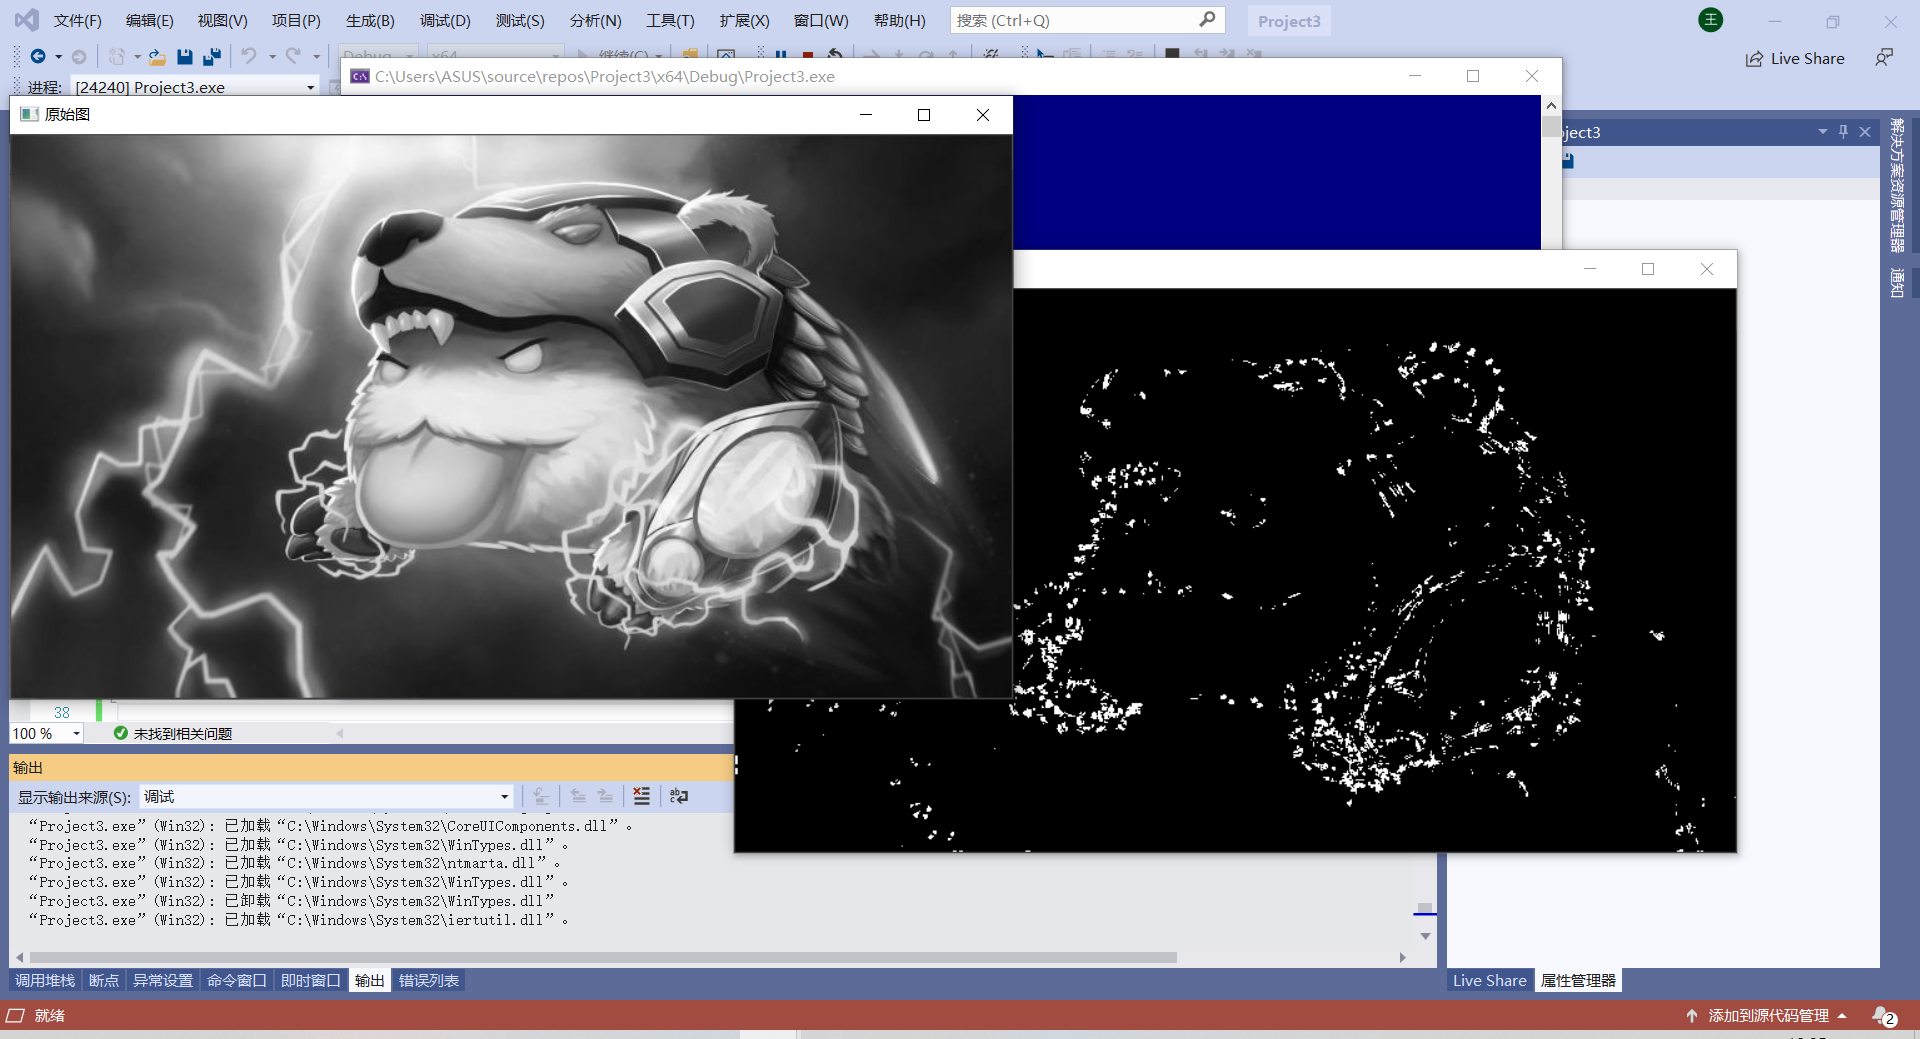 文件(F) 编辑(E) 视图(V) 项目(P) 生成(B) 调试(D) 测试(S) 分析(N) 工具(T) 扩展(X) 窗口(W) 帮助(H) 搜索 (Ctrl+Q) Project3 王
Debug x64 继续(C) Live Share
进程: [24240] Project3.exe
C:\Users\ASUS\source\repos\Project3\x64\Debug\Project3.exe
原始图
oject3
解决方案资源管理器
通知
38
100 % 未找到相关问题
输出
显示输出来源(S): 调试
“Project3.exe”(Win32): 已加载“C:\Windows\System32\CoreUIComponents.dll”。
“Project3.exe”(Win32): 已加载“C:\Windows\System32\WinTypes.dll”。
“Project3.exe”(Win32): 已加载“C:\Windows\System32\ntmarta.dll”。
“Project3.exe”(Win32): 已加载“C:\Windows\System32\WinTypes.dll”。
“Project3.exe”(Win32): 已卸载“C:\Windows\System32\WinTypes.dll”
“Project3.exe”(Win32): 已加载“C:\Windows\System32\iertutil.dll”。
调用堆栈 断点 异常设置 命令窗口 即时窗口 输出 错误列表 Live Share 属性管理器
就绪 添加到源代码管理 2